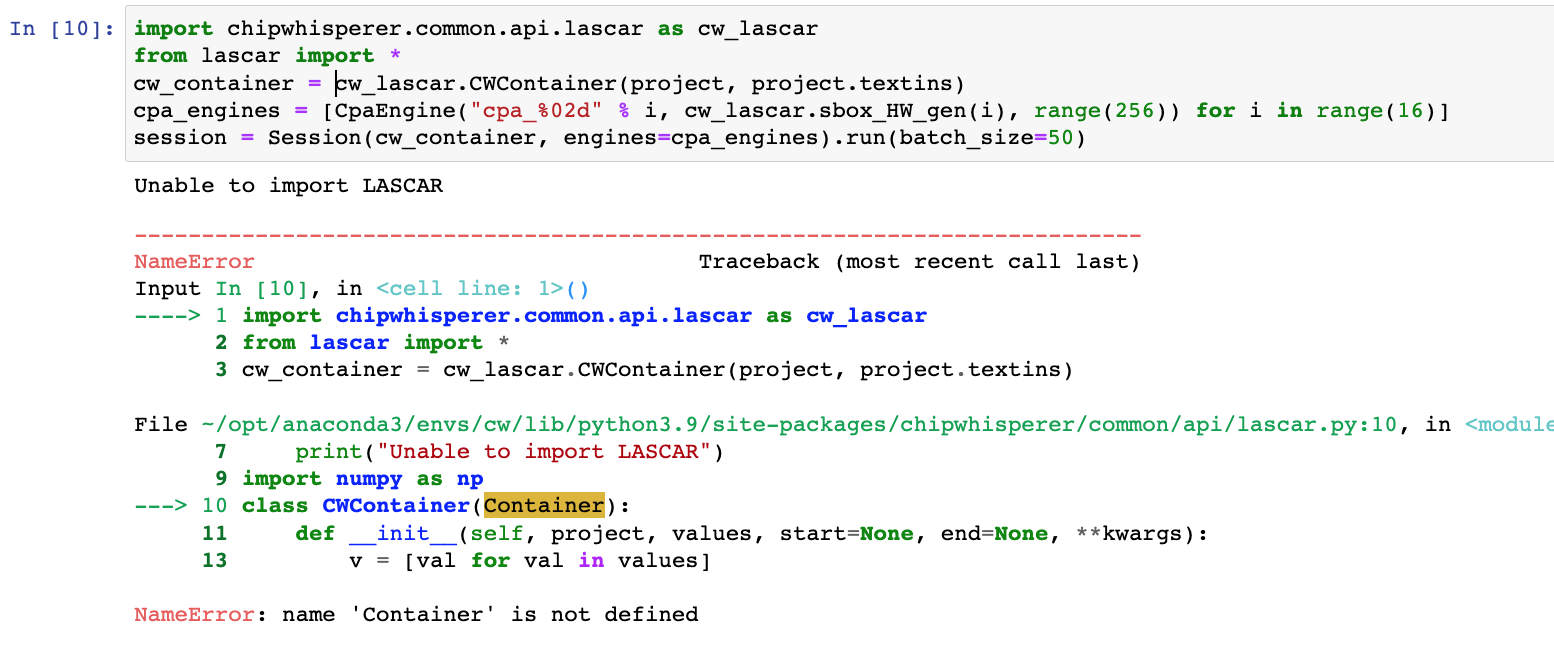 In [10]: import chipwhisperer.common.api.lascar as cw_lascar
from lascar import *
cw_container = cw_lascar.CWContainer(project, project.textins)
cpa_engines = [CpaEngine("cpa_%02d" % i, cw_lascar.sbox_HW_gen(i), range(256)) for i in range(16)]
session = Session(cw_container, engines=cpa_engines).run(batch_size=50)
Unable to import LASCAR
---------------------------------------------------------------------------
NameError                                 Traceback (most recent call last)
Input In [10], in <cell line: 1>()
----> 1 import chipwhisperer.common.api.lascar as cw_lascar
      2 from lascar import *
      3 cw_container = cw_lascar.CWContainer(project, project.textins)
File ~/opt/anaconda3/envs/cw/lib/python3.9/site-packages/chipwhisperer/common/api/lascar.py:10, in <module
      7     print("Unable to import LASCAR")
      9 import numpy as np
---> 10 class CWContainer(Container):
     11     def __init__(self, project, values, start=None, end=None, **kwargs):
     13         v = [val for val in values]
NameError: name 'Container' is not defined